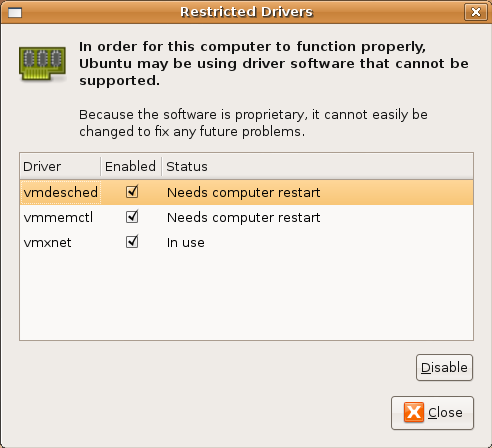 Restricted Drivers
In order for this computer to function properly,
Ubuntu may be using driver software that cannot be
supported.
Because the software is proprietary, it cannot easily be
changed to fix any future problems.
Driver Enabled Status
vmdesched Needs computer restart
vmmemctl Needs computer restart
vmxnet In use
Disable
Close